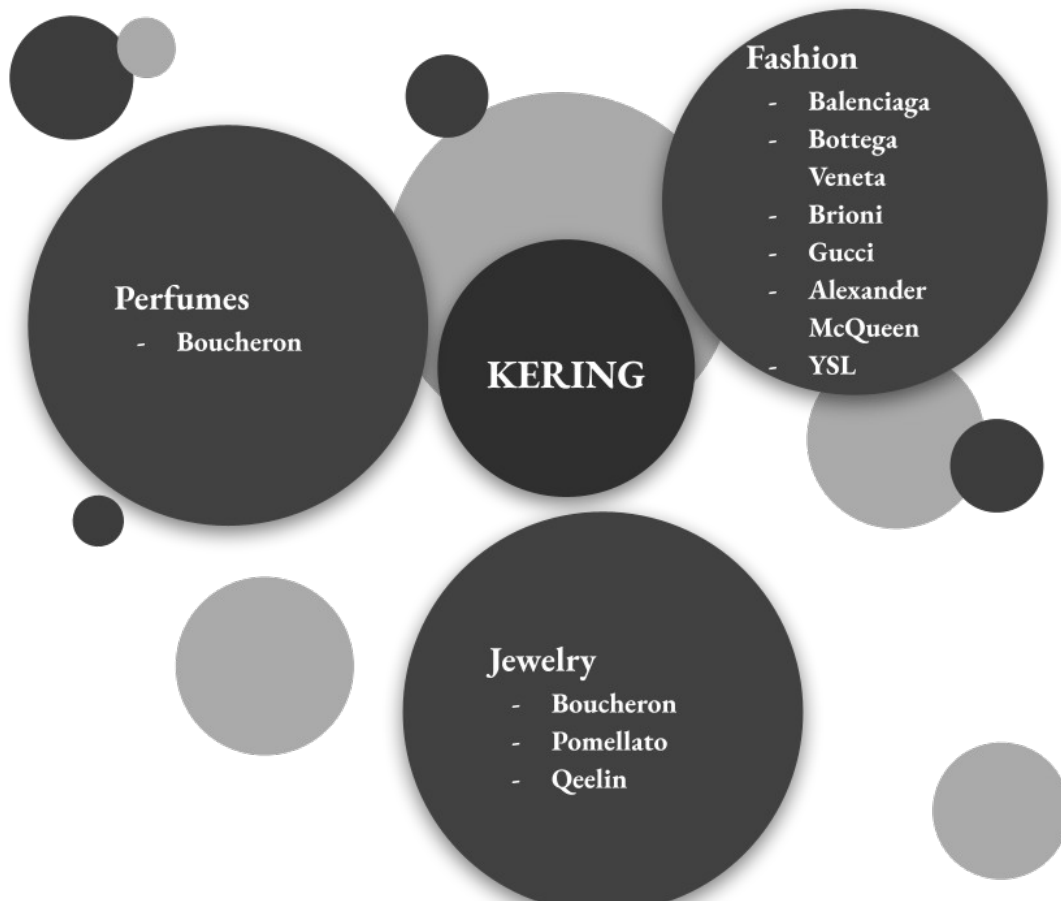 Fashion
- Balenciaga
- Bottega
Veneta
- Brioni
- Gucci
- Alexander
McQueen
- YSL
Perfumes
- Boucheron
KERING
Jewelry
- Boucheron
- Pomellato
- Qeelin